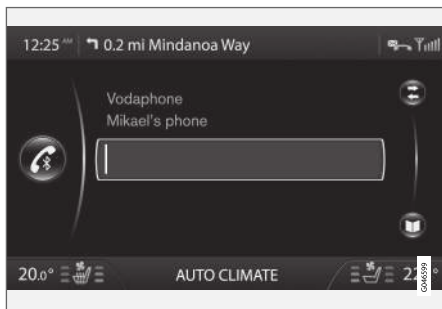 12:25 AM 0.2 mi Mindanoa Way
Vodaphone
Mikael's phone
20.0° AUTO CLIMATE 22 °
G046599